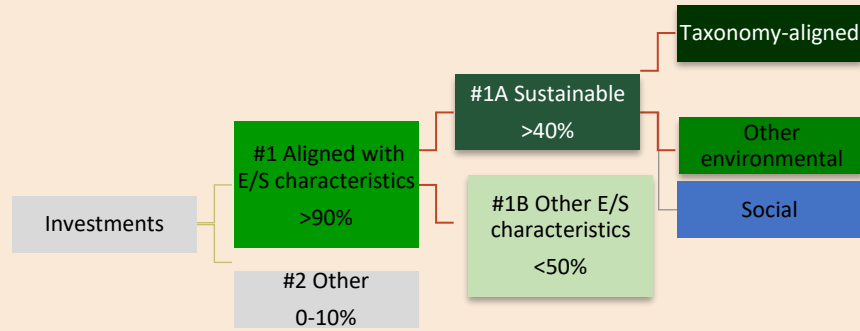 Investments
#1 Aligned with
E/S characteristics
>90%
#2 Other
0-10%
#1A Sustainable
>40%
#1B Other E/S
characteristics
<50%
Taxonomy-aligned
Other
environmental
Social